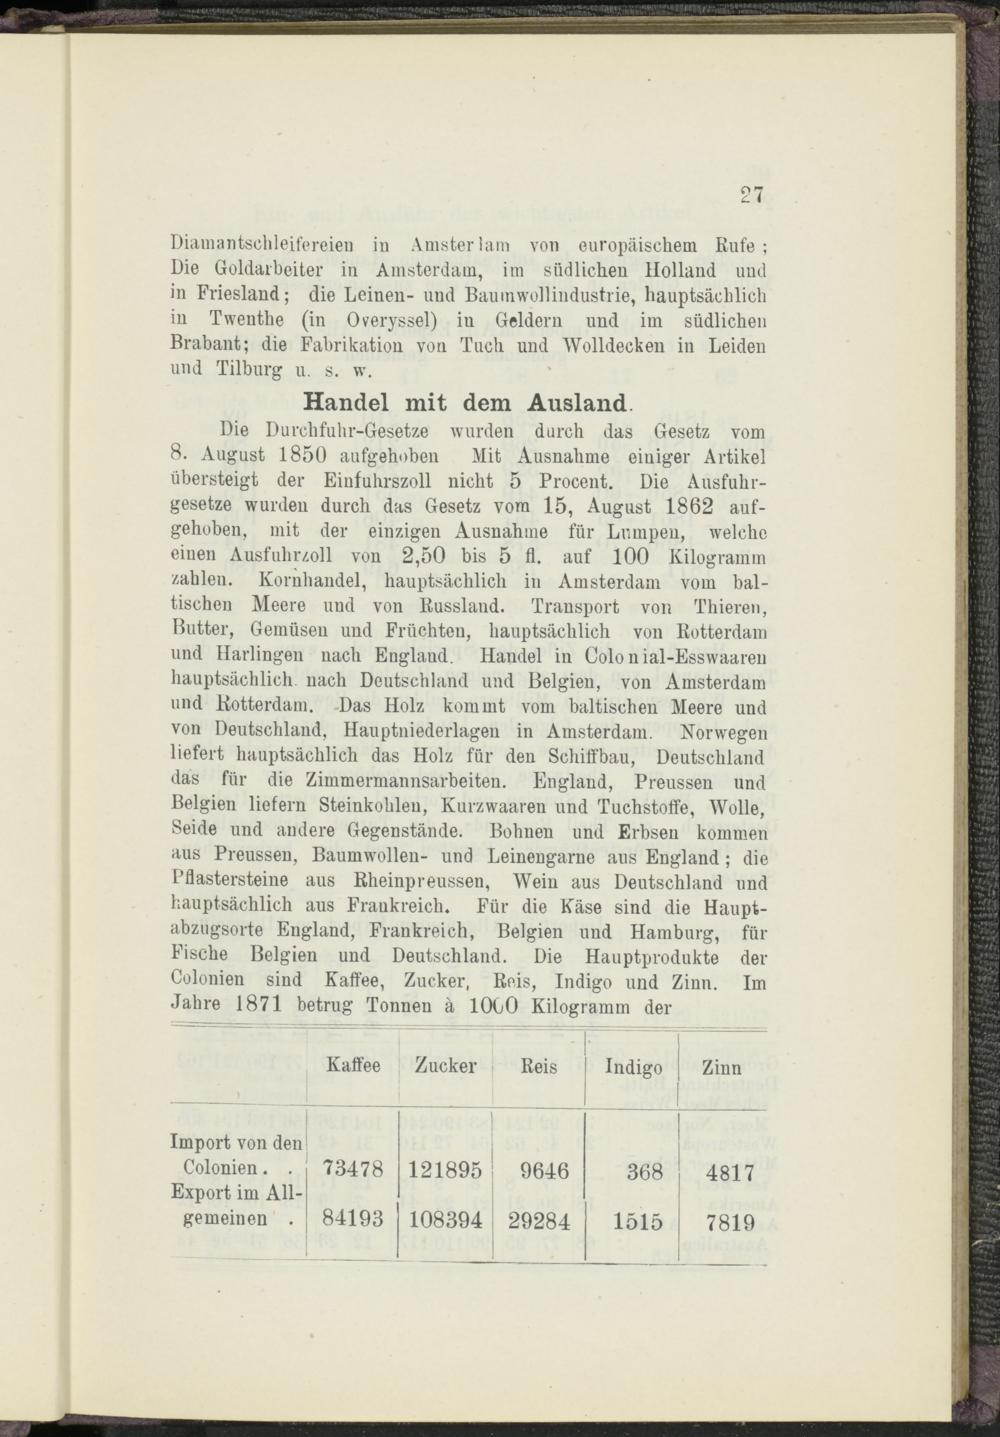 27
Diamantschleifereien in Amsterdam von europäischem Rufe;
Die Goldarbeiter in Amsterdam, im südlichen Holland und
in Friesland; die Leinen- und Baumwollindustrie, hauptsächlich
in Twenthe (in Overyssel) in Geldern und im südlichen
Brabant; die Fabrikation von Tuch und Wolldecken in Leiden
und Tilburg u. s. w.
Handel mit dem Ausland.
Die Durchfuhr-Gesetze wurden durch das Gesetz vom
8. August 1850 aufgehoben Mit Ausnahme einiger Artikel
übersteigt der Einfuhrszoll nicht 5 Procent. Die Ausfuhr-
gesetze wurden durch das Gesetz vom 15, August 1862 auf-
gehoben, mit der einzigen Ausnahme für Lumpen, welche
einen Ausfuhrzoll von 2,50 bis 5 fl. auf 100 Kilogramm
zahlen. Kornhandel, hauptsächlich in Amsterdam vom bal-
tischen Meere und von Russland. Transport von Thieren,
Butter, Gemüsen und Früchten, hauptsächlich von Rotterdam
und Harlingen nach England. Handel in Colonial-Esswaaren
hauptsächlich nach Deutschland und Belgien, von Amsterdam
und Rotterdam. Das Holz kommt vom baltischen Meere und
von Deutschland, Hauptniederlagen in Amsterdam. Norwegen
liefert hauptsächlich das Holz für den Schiffbau, Deutschland
das für die Zimmermannsarbeiten. England, Preussen und
Belgien liefern Steinkohlen, Kurzwaaren und Tuchstoffe, Wolle,
Seide und andere Gegenstände. Bohnen und Erbsen kommen
aus Preussen, Baumwollen- und Leinengarne aus England; die
Pflastersteine aus Rheinpreussen, Wein aus Deutschland und
hauptsächlich aus Frankreich. Für die Käse sind die Haupt-
abzugsorte England, Frankreich, Belgien und Hamburg, für
Fische Belgien und Deutschland. Die Hauptprodukte der
Colonien sind Kaffee, Zucker, Reis, Indigo und Zinn. Im
Jahre 1871 betrug Tonnen à 1000 Kilogramm der
Kaffee Zucker Reis Indigo Zinn
Import von den
Colonien. . 73478 121895 9646 368 4817
Export im All-
gemeinen . 84193 108394 29284 1515 7819